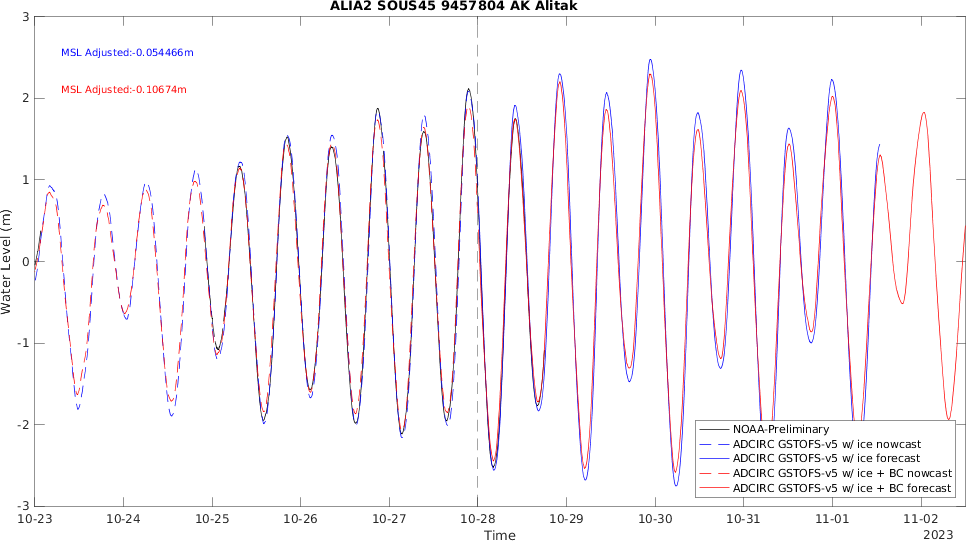 ALIA2 SOUS45 9457804 AK Alitak
3
MSL Adjusted:-0.054466m
MSL Adjusted:-0.10674m
2
1
0
-1
-2
-3
Water Level (m)
NOAA-Preliminary
ADCIRC GSTOFS-v5 w/ ice nowcast
ADCIRC GSTOFS-v5 w/ ice forecast
ADCIRC GSTOFS-v5 w/ ice + BC nowcast
ADCIRC GSTOFS-v5 w/ ice + BC forecast
10-23 10-24 10-25 10-26 10-27 10-28 10-29 10-30 10-31 11-01 11-02
Time
2023